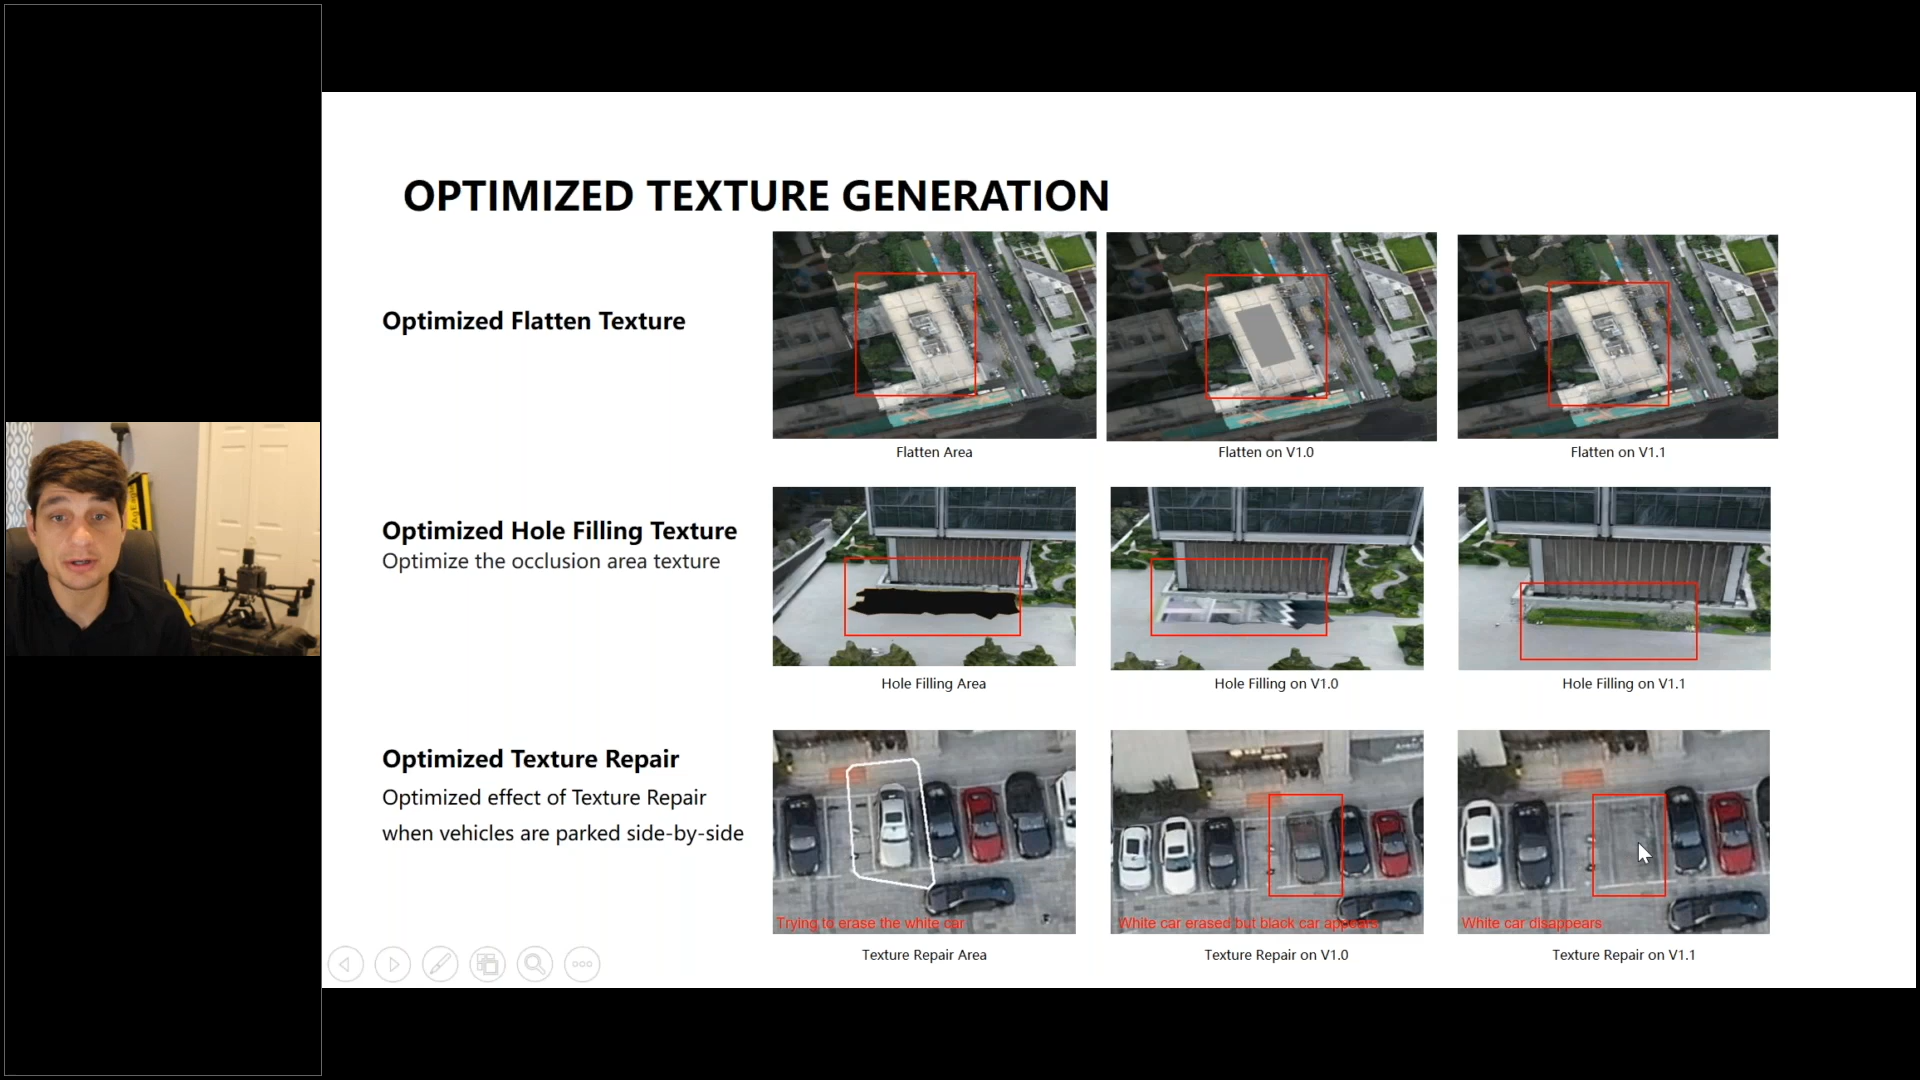 OPTIMIZED TEXTURE GENERATION
Optimized Flatten Texture
Flatten Area
Flatten on V1.0
Flatten on V1.1
Optimized Hole Filling Texture
Optimize the occlusion area texture
Hole Filling Area
Hole Filling on V1.0
Hole Filling on V1.1
Optimized Texture Repair
Optimized effect of Texture Repair
when vehicles are parked side-by-side
Trying to erase the white car
White car erased but black car appears
White car disappears
Texture Repair Area
Texture Repair on V1.0
Texture Repair on V1.1